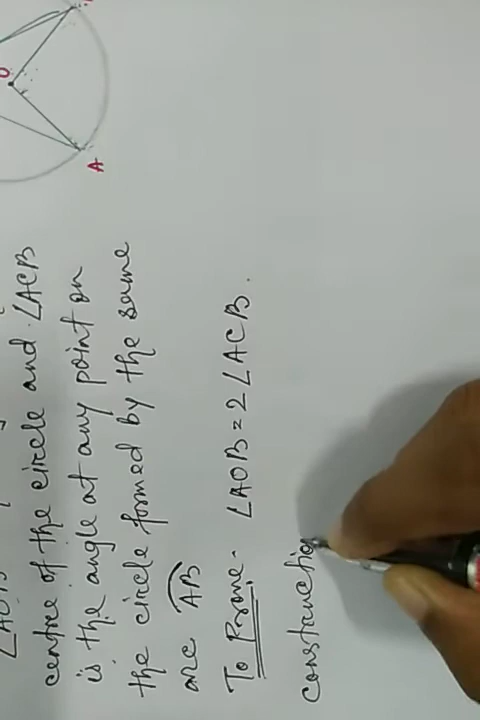 O
A
centre of the circle and ∠ACB
is the angle at any point on
the circle formed by the same
arc AB
To Prove - ∠AOB = 2 ∠ACB.
Constructio